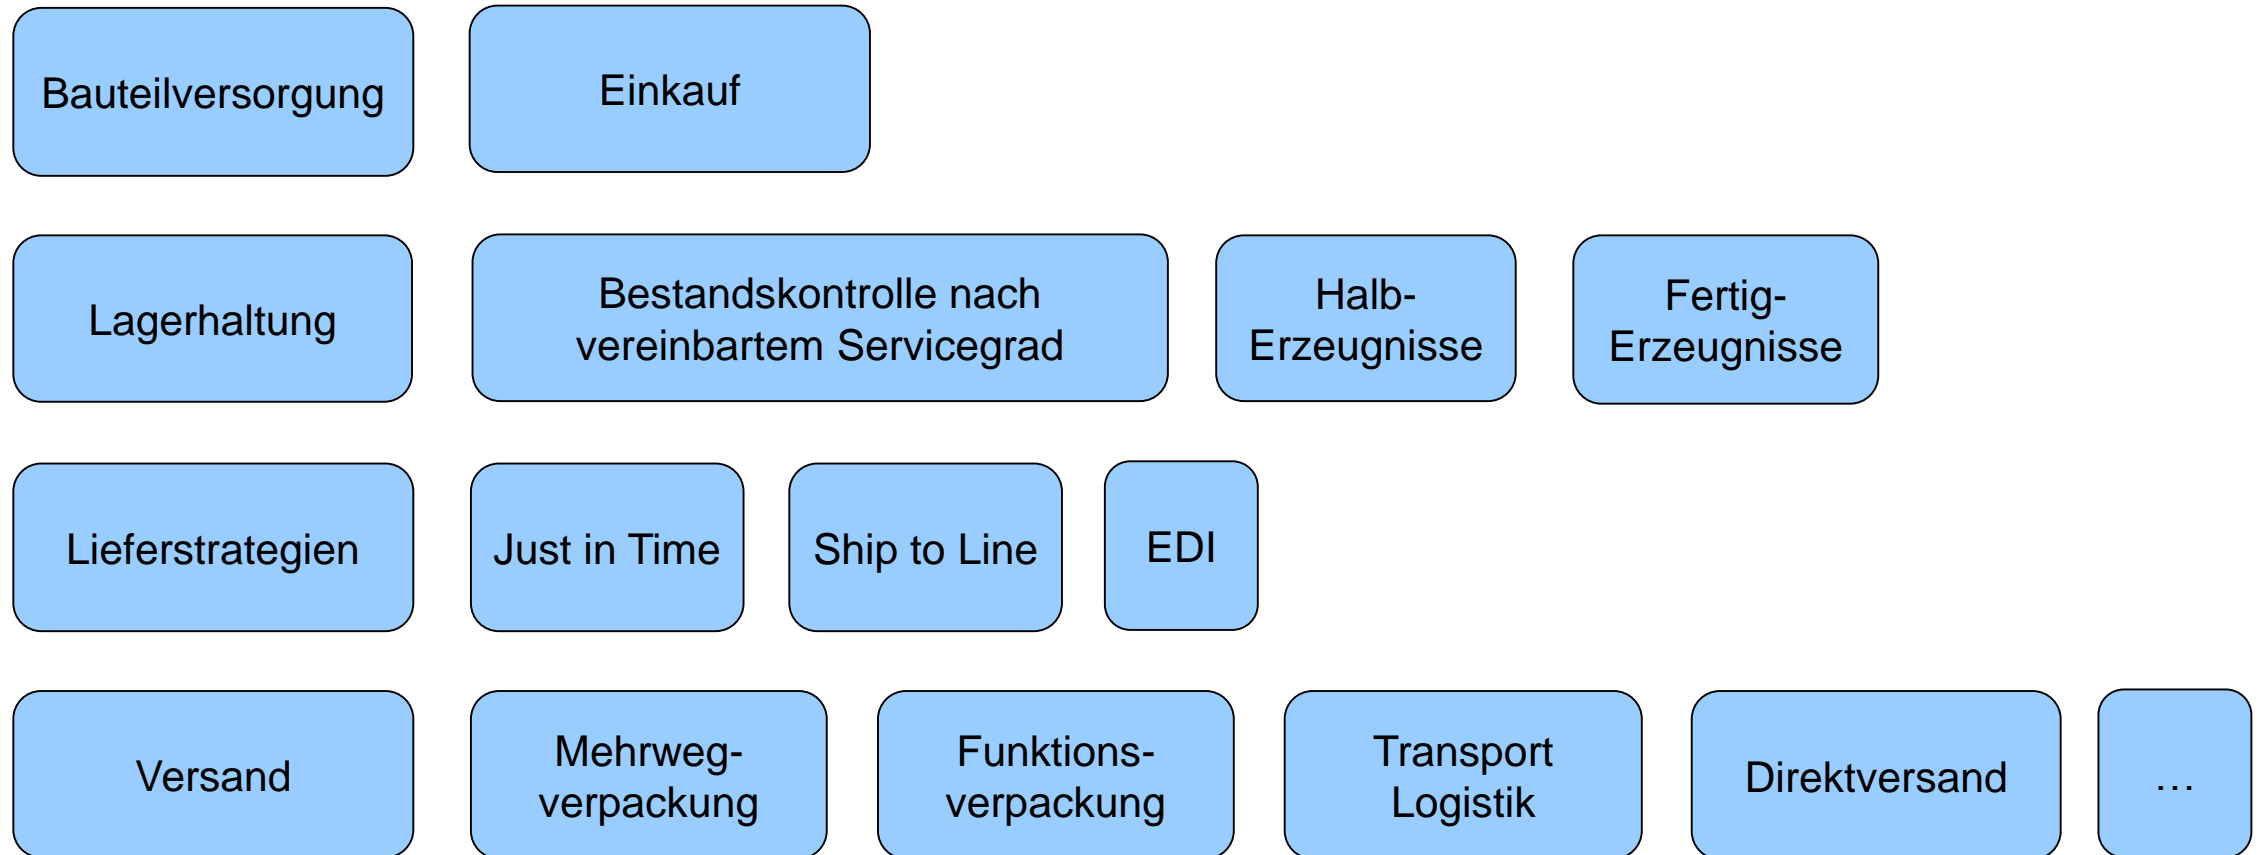 Bauteilversorgung
Einkauf
Lagerhaltung
Bestandskontrolle nach
vereinbartem Servicegrad
Halb-
Erzeugnisse
Fertig-
Erzeugnisse
Lieferstrategien
Just in Time
Ship to Line
EDI
Versand
Mehrweg-
verpackung
Funktions-
verpackung
Transport
Logistik
Direktversand
…